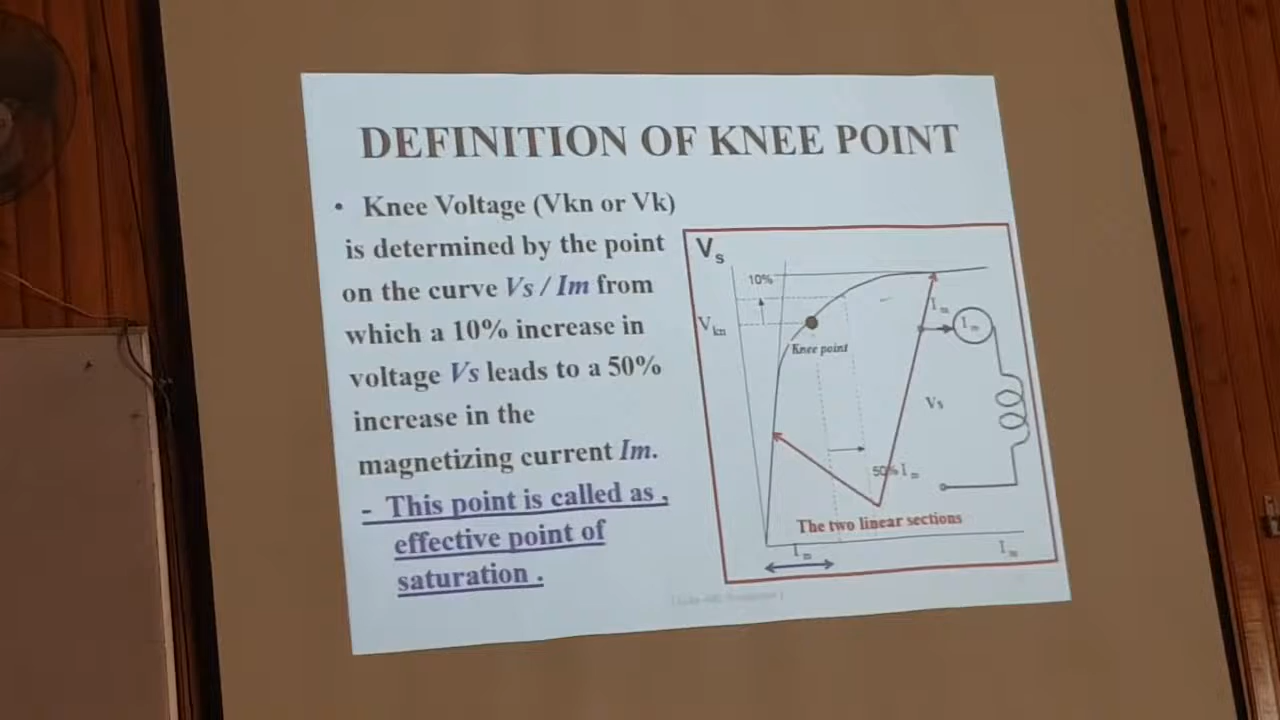 DEFINITION OF KNEE POINT
• Knee Voltage (Vkn or Vk)
is determined by the point
on the curve Vs / Im from
which a 10% increase in
voltage Vs leads to a 50%
increase in the
magnetizing current Im.
- This point is called as ,
effective point of
saturation .
Vs
10%
Vkn
Knee point
Im
Im
Vs
50% Im
The two linear sections
Im
Im